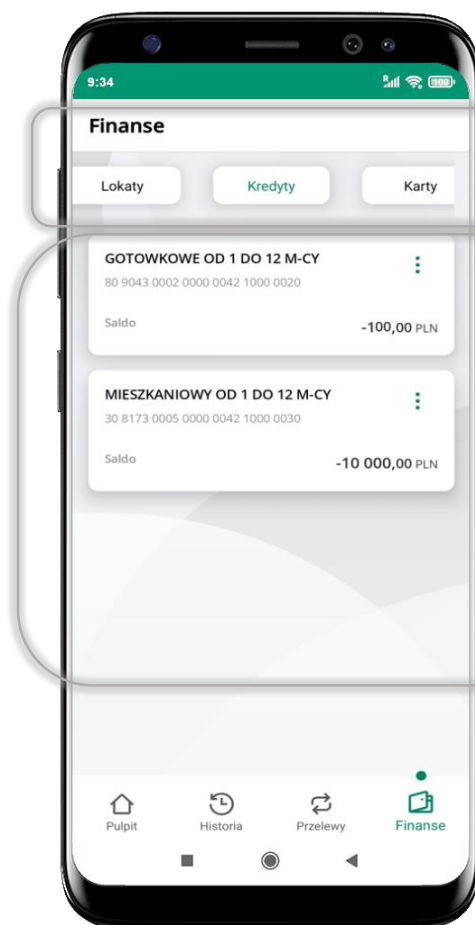 9:34
R
100
Finanse
Lokaty
Kredyty
Karty
GOTOWKOWE OD 1 DO 12 M-CY
80 9043 0002 0000 0042 1000 0020
Saldo
-100,00 PLN
MIESZKANIOWY OD 1 DO 12 M-CY
30 8173 0005 0000 0042 1000 0030
Saldo
-10 000,00 PLN
Pulpit
Historia
Przelewy
Finanse